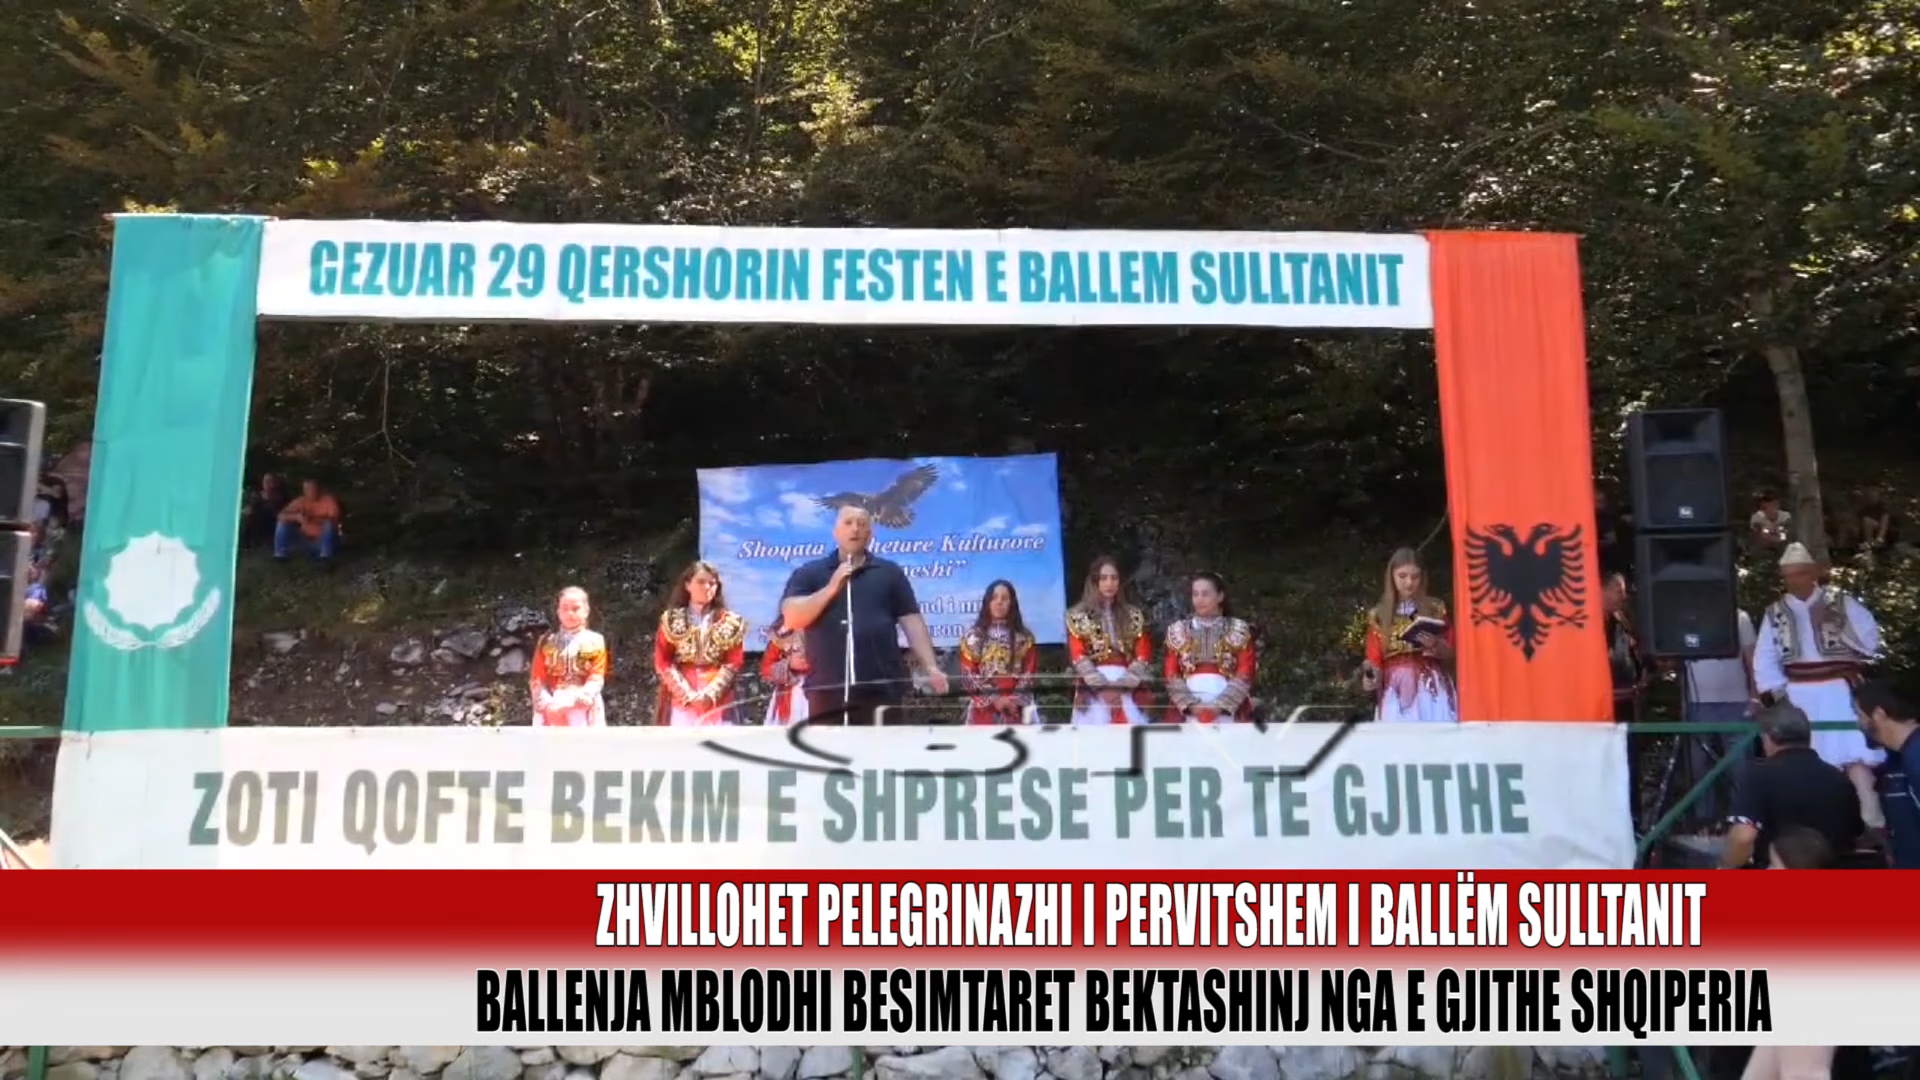 GEZUAR 29 QERSHORIN FESTEN E BALLEM SULLTANIT
Shoqata Kulturore
ZOTI QOFTE BEKIM E SHPRESE PER TE GJITHE
ZHVILLOHET PELEGRINAZHI I PERVITSHEM I BALLËM SULLTANIT
BALLENJA MBLODHI BESIMTARET BEKTASHINJ NGA E GJITHE SHQIPERIA